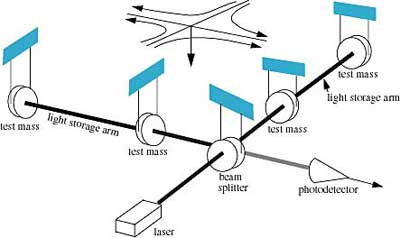 test mass
light storage arm
test mass
light storage arm
test mass
test mass
beam
splitter
photodetector
laser